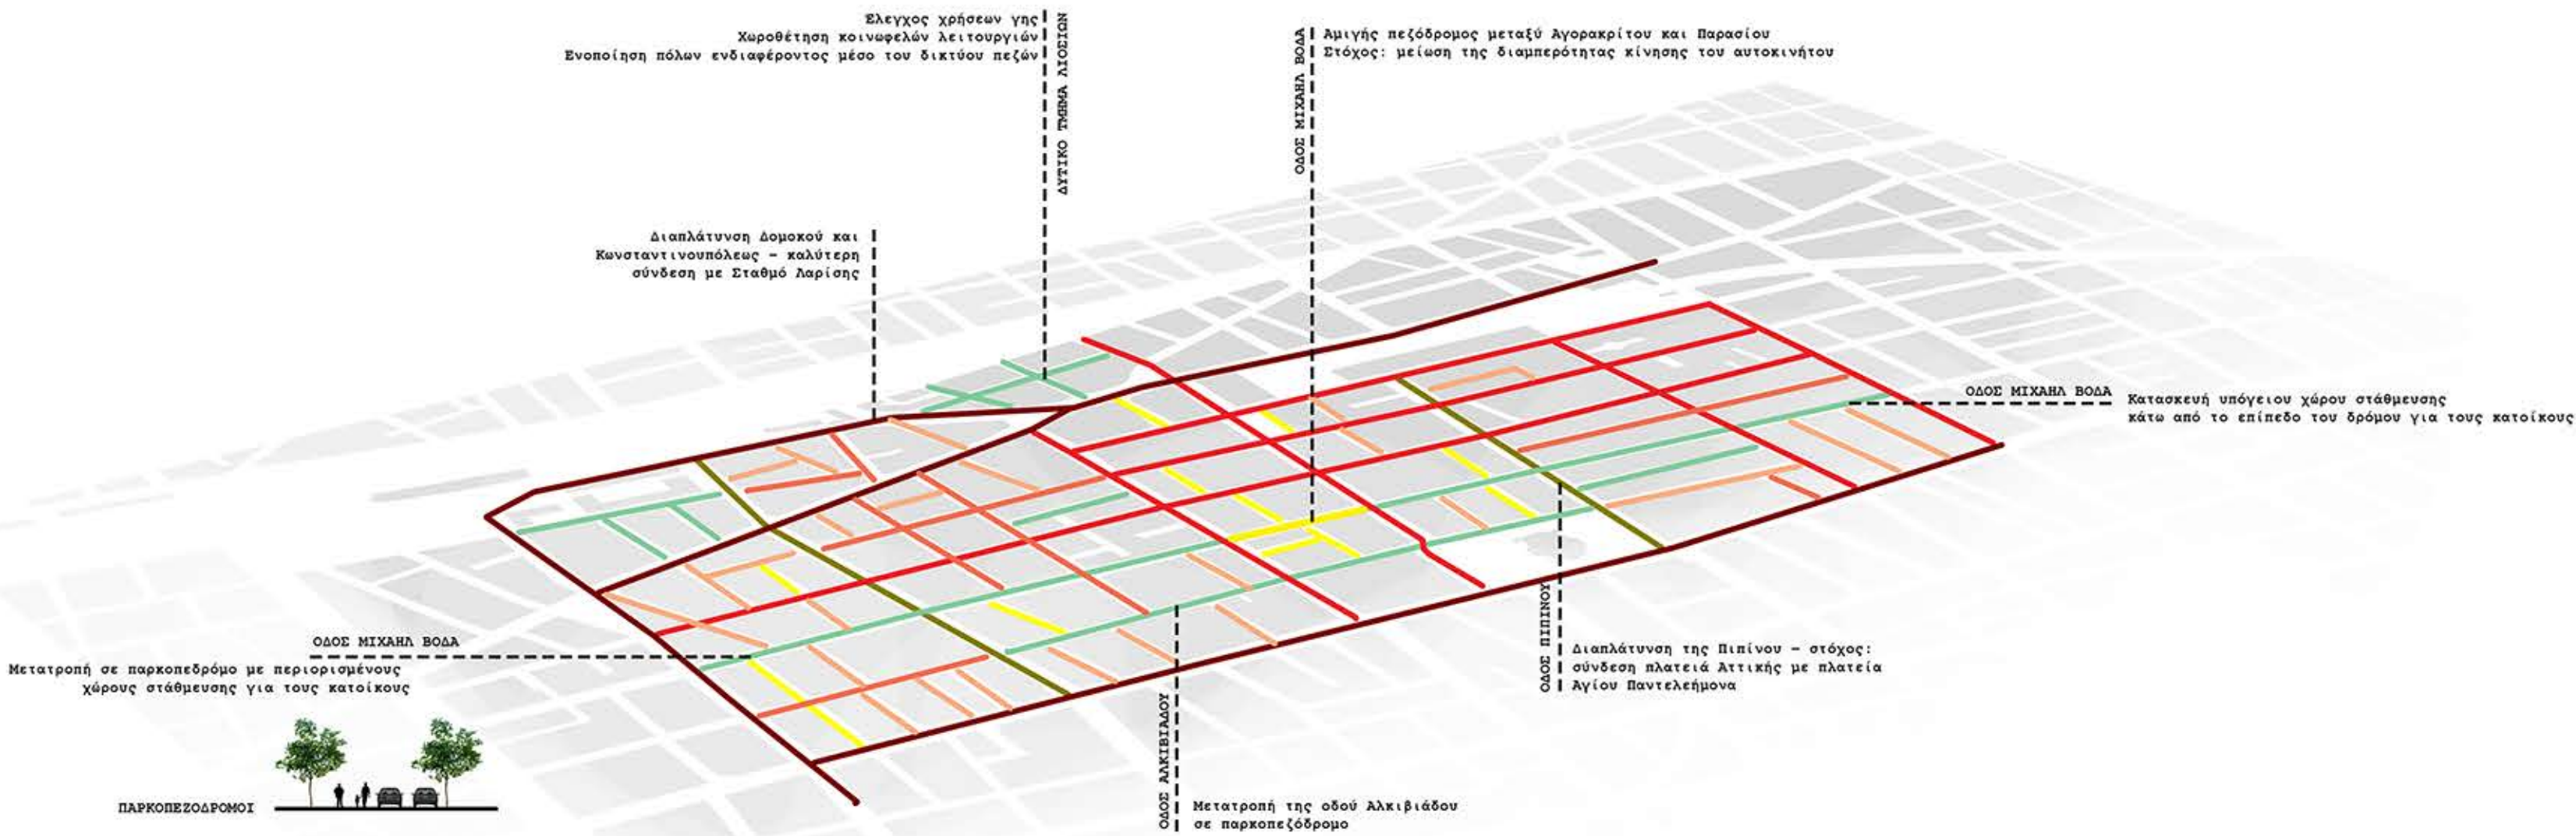 Έλεγχος χρήσεων γης
Χωροθέτηση κοινωφελών λειτουργιών
Ενοποίηση πόλων ενδιαφέροντος μέσο του δικτύου πεζών
ΔΥΤΙΚΟ ΤΜΗΜΑ ΛΙΟΣΙΩΝ
ΟΔΟΣ ΜΙΧΑΗΛ ΒΟΔΑ
Αμιγής πεζόδρομος μεταξύ Αγορακρίτου και Παρασίου
Στόχος: μείωση της διαμπερότητας κίνησης του αυτοκινήτου
Διαπλάτυνση Δομοκού και
Κωνσταντινουπόλεως - καλύτερη
σύνδεση με Σταθμό Λαρίσης
ΟΔΟΣ ΜΙΧΑΗΛ ΒΟΔΑ
Κατασκευή υπόγειου χώρου στάθμευσης
κάτω από το επίπεδο του δρόμου για τους κατοίκους
ΟΔΟΣ ΜΙΧΑΗΛ ΒΟΔΑ
Μετατροπή σε παρκοπεδρόμο με περιορισμένους
χώρους στάθμευσης για τους κατοίκους
ΟΔΟΣ ΠΙΠΙΝΟΥ
Διαπλάτυνση της Πιπίνου - στόχος:
σύνδεση πλατειά Αττικής με πλατεία
Αγίου Παντελεήμονα
ΟΔΟΣ ΑΛΚΙΒΙΑΔΟΥ
Μετατροπή της οδού Αλκιβιάδου
σε παρκοπεζόδρομο
ΠΑΡΚΟΠΕΖΟΔΡΟΜΟΙ